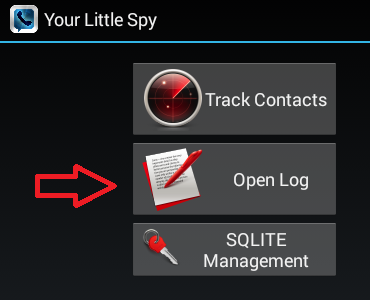 Your Little Spy
Track Contacts
Open Log
SQLITE
Management